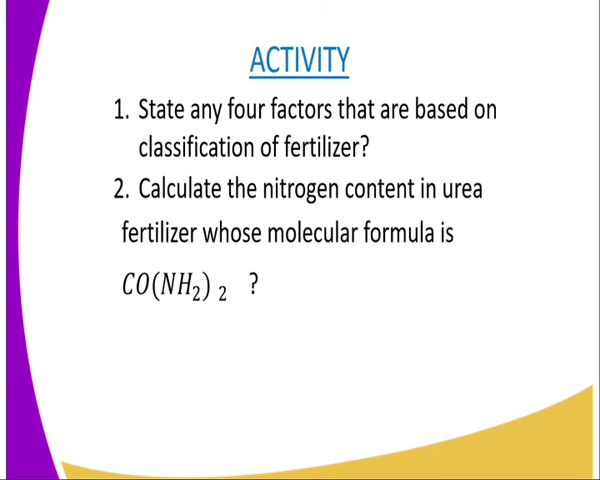 ACTIVITY
1. State any four factors that are based on
classification of fertilizer?
2. Calculate the nitrogen content in urea
fertilizer whose molecular formula is
CO(NH₂) ₂ ?